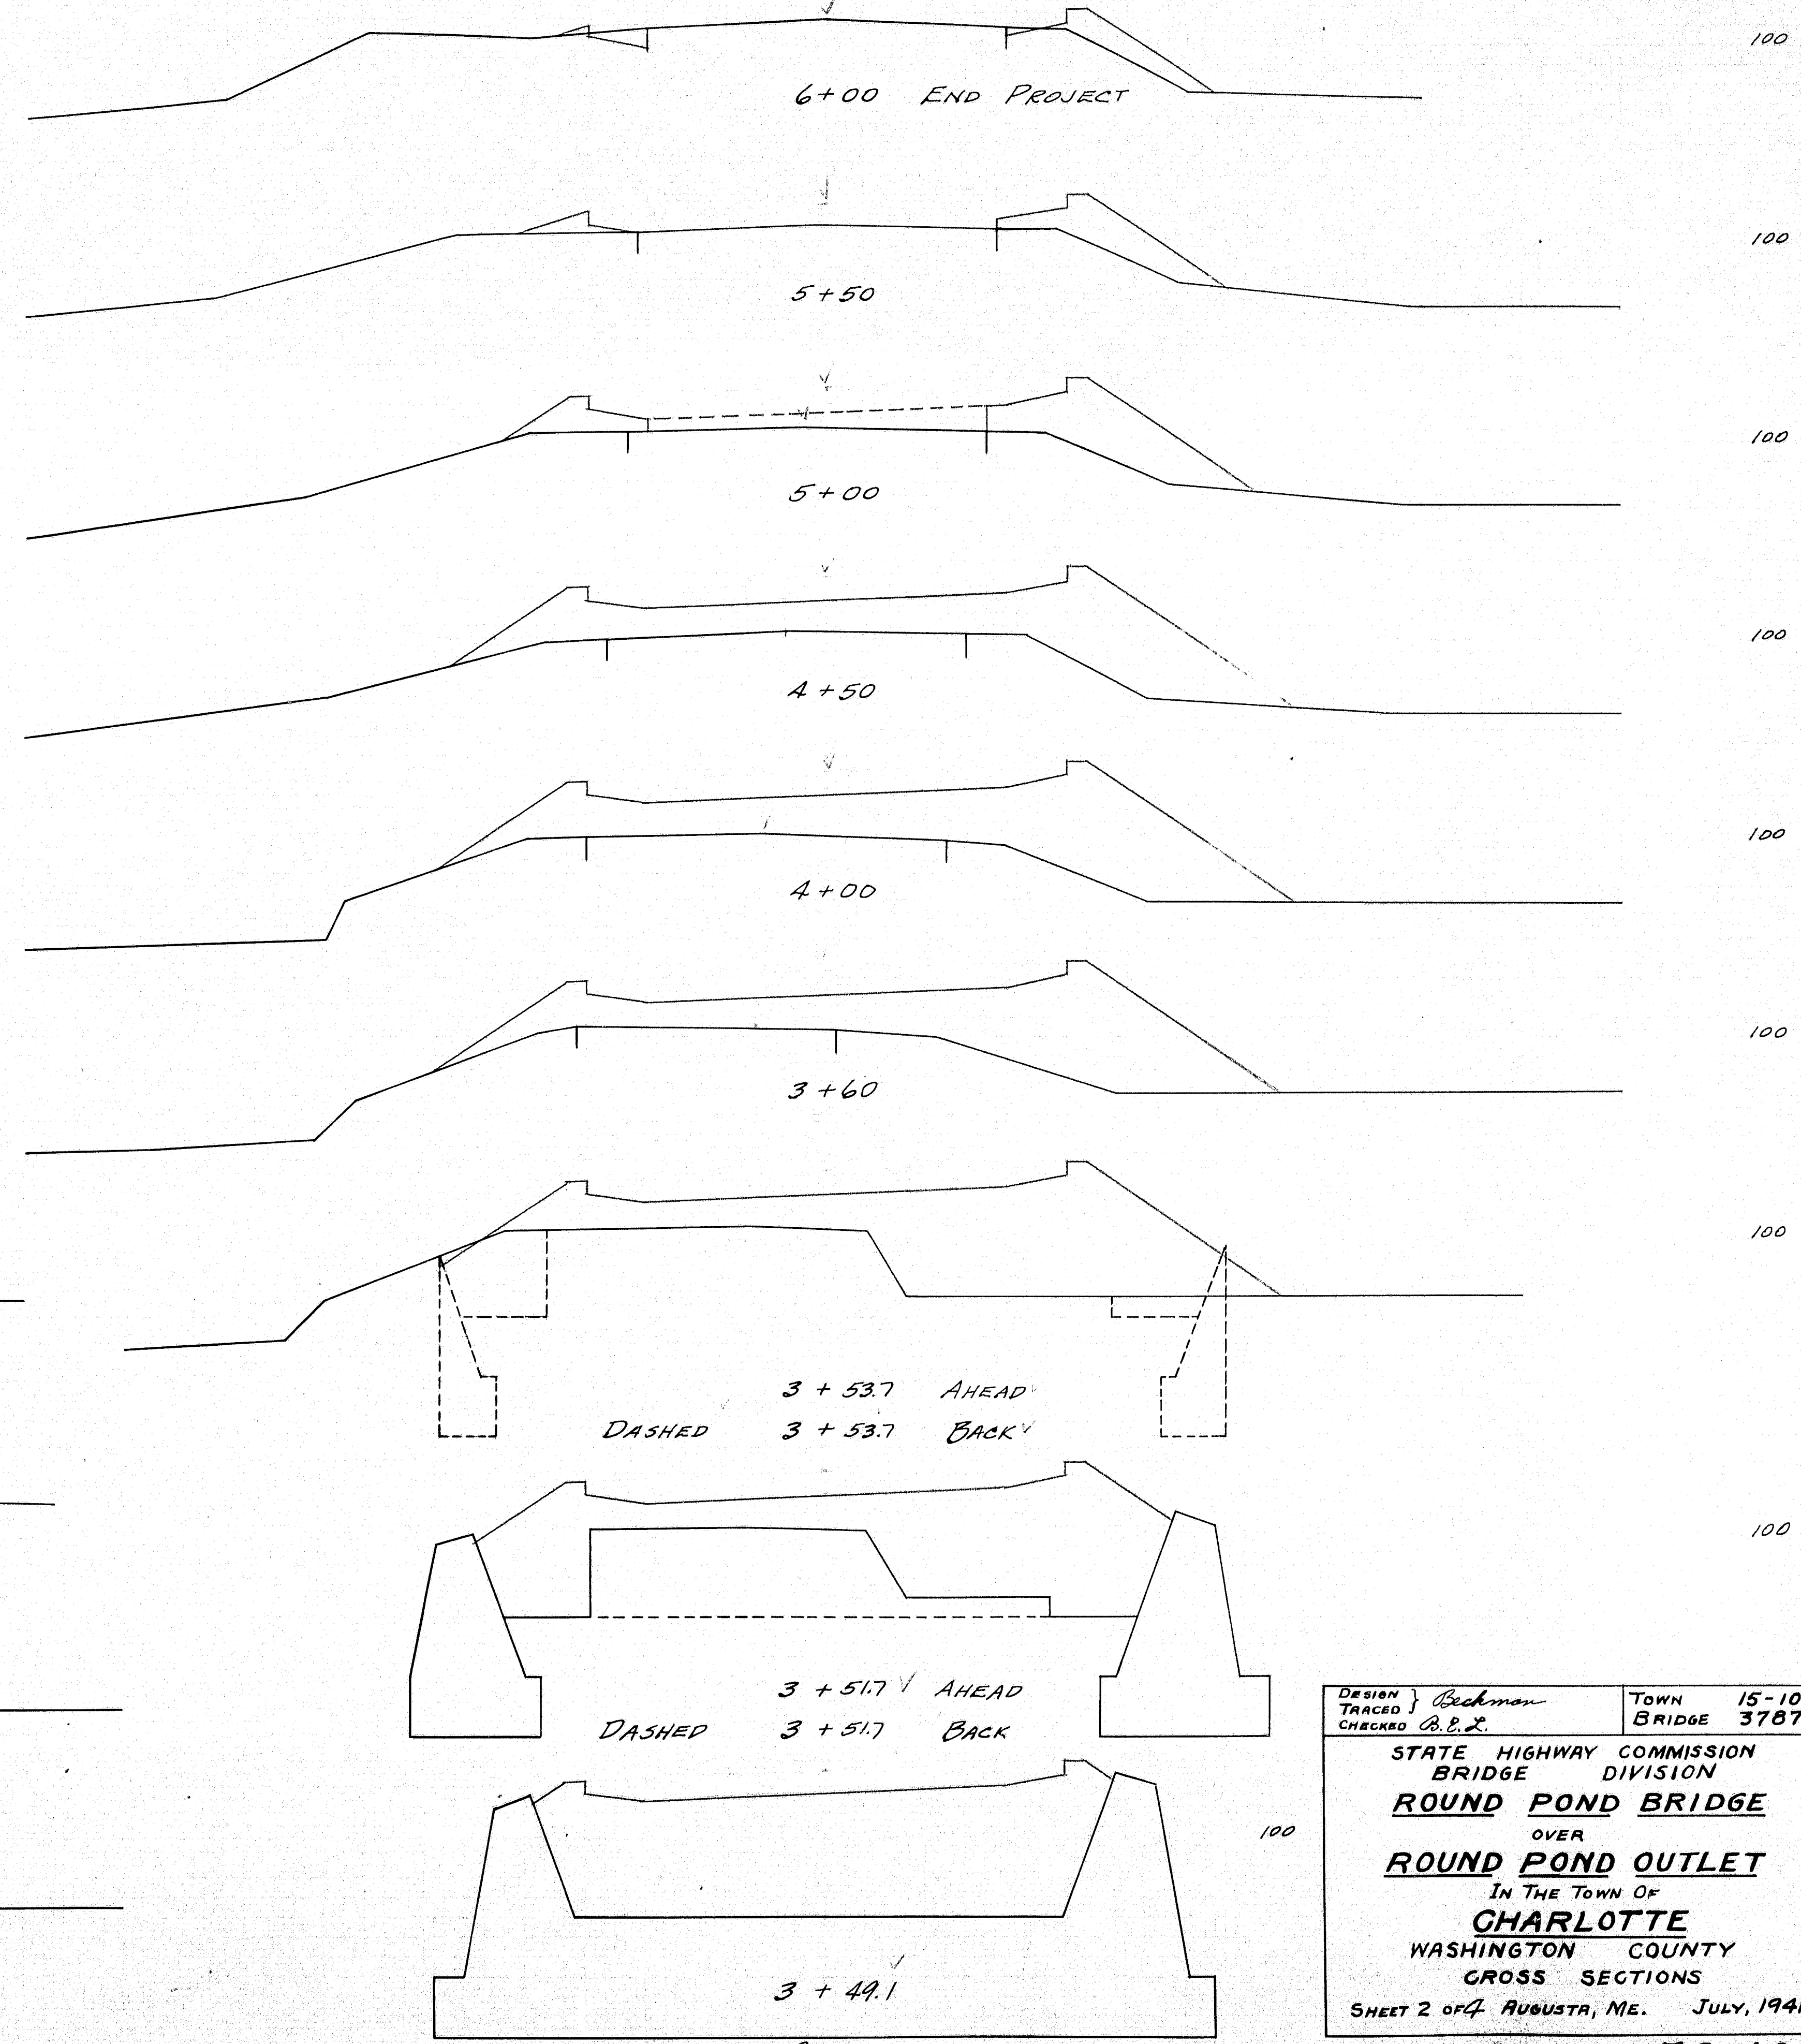 100
6+00 END PROJECT
100
5+50
100
5+00
100
4+50
100
4+00
100
3+60
100
3 + 53.7 AHEAD
DASHED 3 + 53.7 BACK
100
3 + 51.7 AHEAD
DASHED 3 + 51.7 BACK
100
3 + 49.1
DESIGN
TRACED } Beckman
CHECKED B.E.L.
TOWN 15-10
BRIDGE 3787
STATE HIGHWAY COMMISSION
BRIDGE DIVISION
ROUND POND BRIDGE
OVER
ROUND POND OUTLET
IN THE TOWN OF
CHARLOTTE
WASHINGTON COUNTY
CROSS SECTIONS
SHEET 2 OF 4 AUGUSTA, ME. JULY, 194